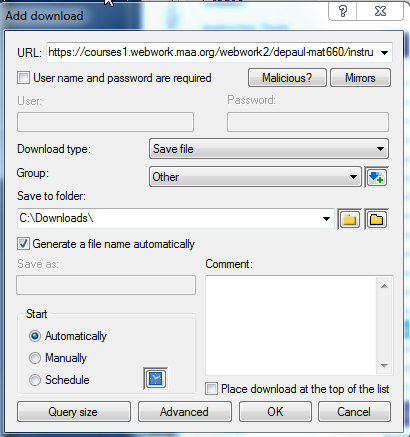 Add download
URL: https://courses1.webwork.maa.org/webwork2/depaul-mat660/instru
User name and password are required Malicious? Mirrors
User: Password:
Download type: Save file
Group: Other
Save to folder:
C:\Downloads\
Generate a file name automatically
Save as: Comment:
Start
Automatically
Manually
Schedule
Place download at the top of the list
Query size Advanced OK Cancel